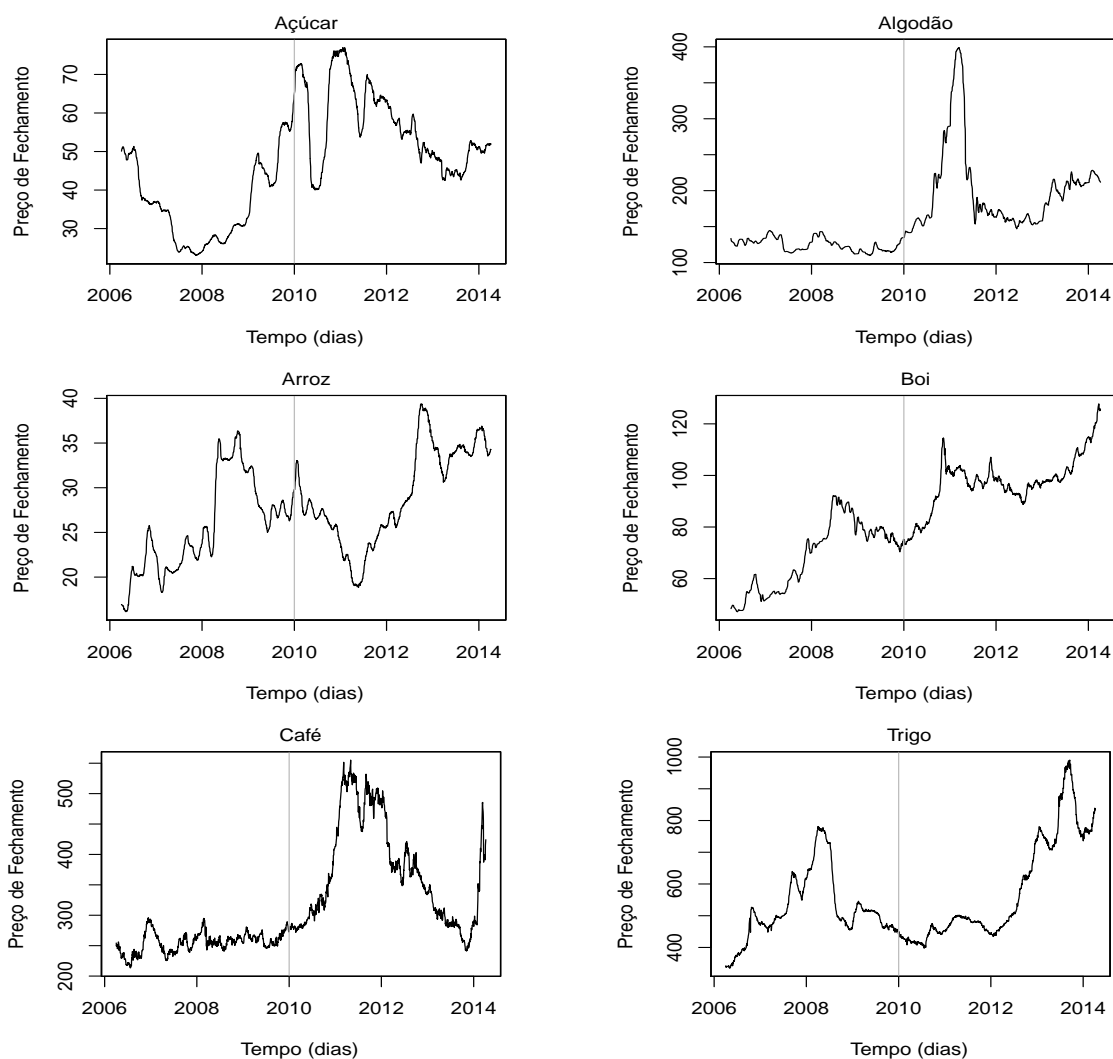 Açúcar
Preço de Fechamento
70
60
50
40
30
2006 2008 2010 2012 2014
Tempo (dias)
Algodão
Preço de Fechamento
400
300
200
100
2006 2008 2010 2012 2014
Tempo (dias)
Arroz
Preço de Fechamento
40
35
30
25
20
2006 2008 2010 2012 2014
Tempo (dias)
Boi
Preço de Fechamento
120
100
80
60
2006 2008 2010 2012 2014
Tempo (dias)
Café
Preço de Fechamento
500
400
300
200
2006 2008 2010 2012 2014
Tempo (dias)
Trigo
Preço de Fechamento
1000
800
600
400
2006 2008 2010 2012 2014
Tempo (dias)